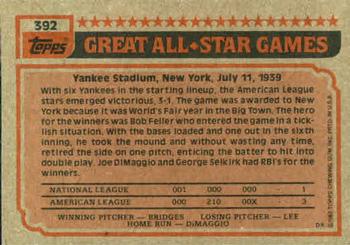 392
Topps
GREAT ALL★STAR GAMES
Yankee Stadium, New York, July 11, 1939
With six Yankees in the starting lineup, the American League
stars emerged victorious, 3-1. The game was awarded to New
York because it was World's Fair year in the Big Town. The hero
for the winners was Bob Feller who entered the game in a tick-
lish situation. With the bases loaded and one out in the sixth
inning, he took the mound and without wasting any time,
retired the side on one pitch, enticing the batter to hit into
double play. Joe DiMaggio and George Selkirk had RBI's for the
winners.
NATIONAL LEAGUE 001 000 000 - 1
AMERICAN LEAGUE 000 210 00X - 3
WINNING PITCHER — BRIDGES LOSING PITCHER — LEE
HOME RUN — DiMAGGIO